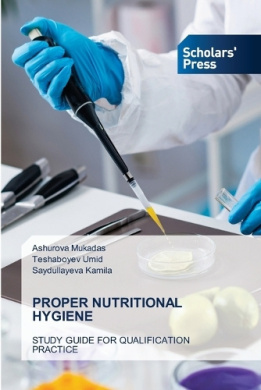 Scholars'
Press
Ashurova Mukadas
Teshaboyev Umid
Saydullayeva Kamila
PROPER NUTRITIONAL
HYGIENE
STUDY GUIDE FOR QUALIFICATION
PRACTICE